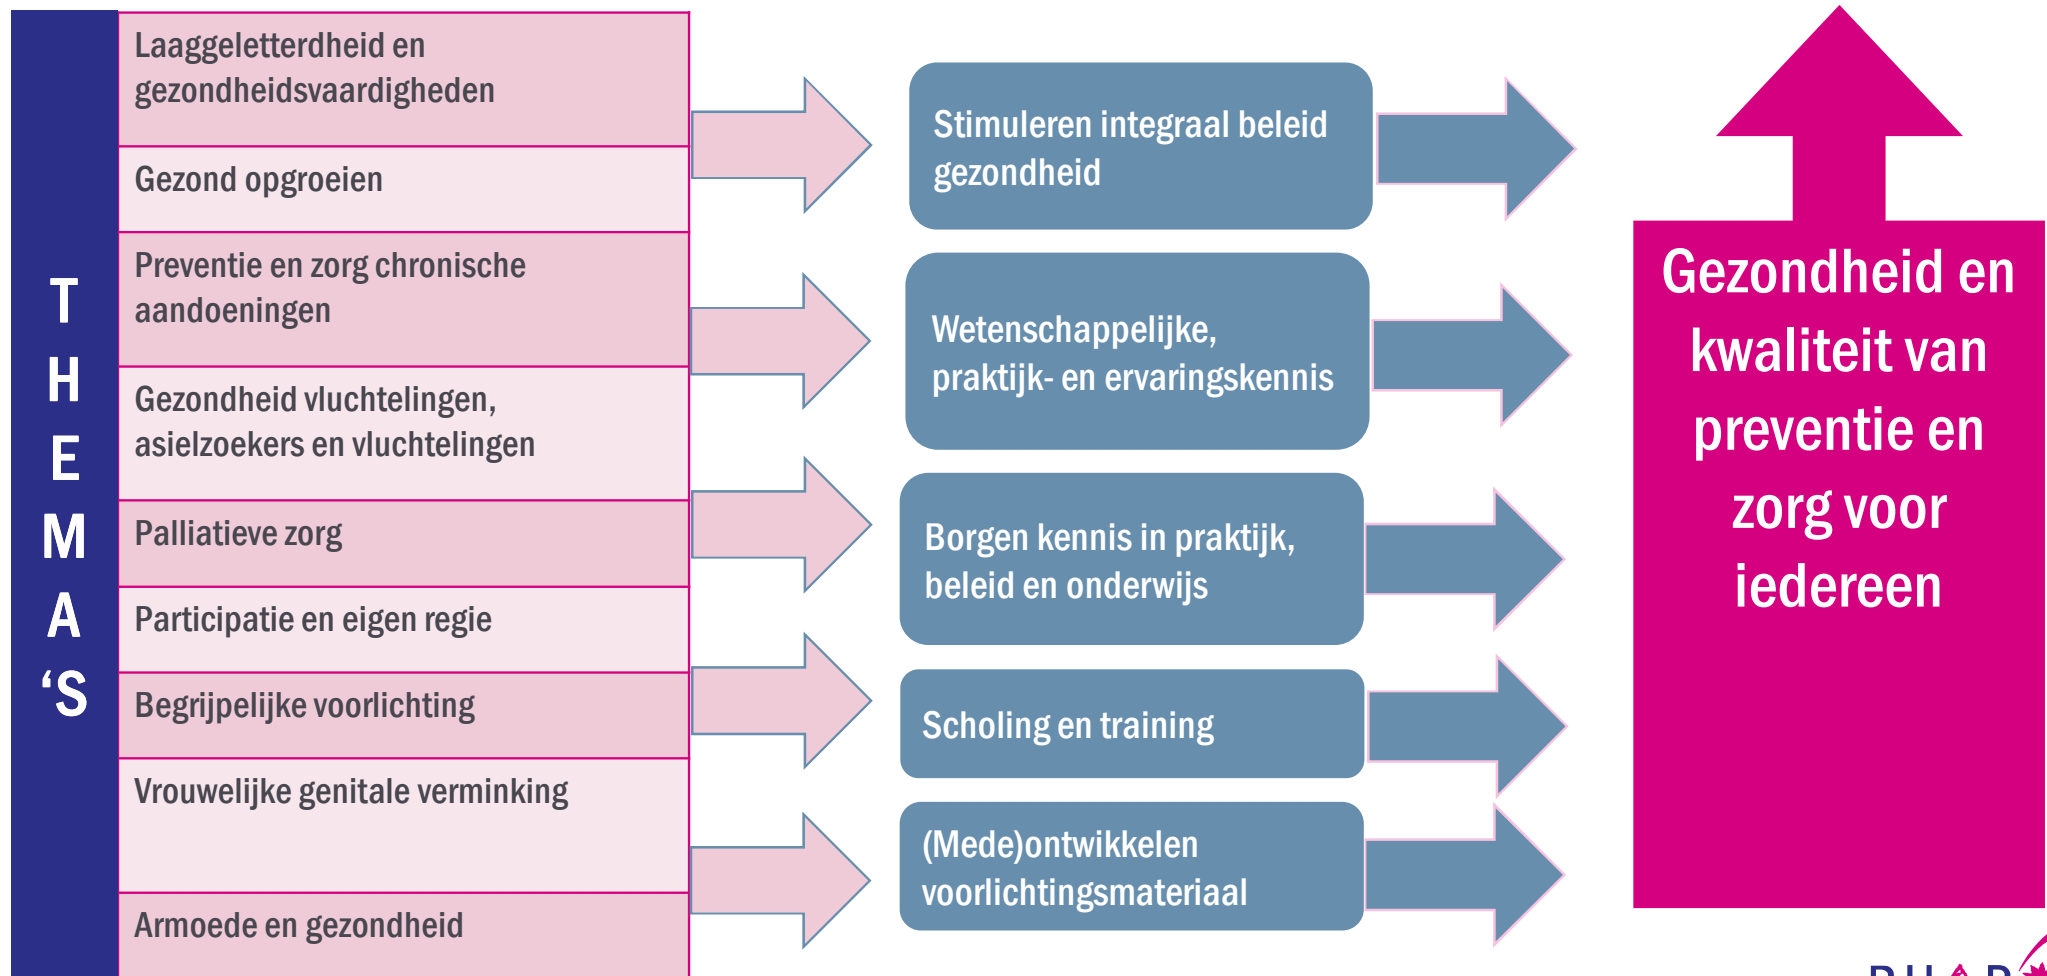 THEMA‘S
Laaggeletterdheid en
gezondheidsvaardigheden
Gezond opgroeien
Preventie en zorg chronische
aandoeningen
Gezondheid vluchtelingen,
asielzoekers en vluchtelingen
Palliatieve zorg
Participatie en eigen regie
Begrijpelijke voorlichting
Vrouwelijke genitale verminking
Armoede en gezondheid
Stimuleren integraal beleid
gezondheid
Wetenschappelijke,
praktijk- en ervaringskennis
Borgen kennis in praktijk,
beleid en onderwijs
Scholing en training
(Mede)ontwikkelen
voorlichtingsmateriaal
Gezondheid en
kwaliteit van
preventie en
zorg voor
iedereen